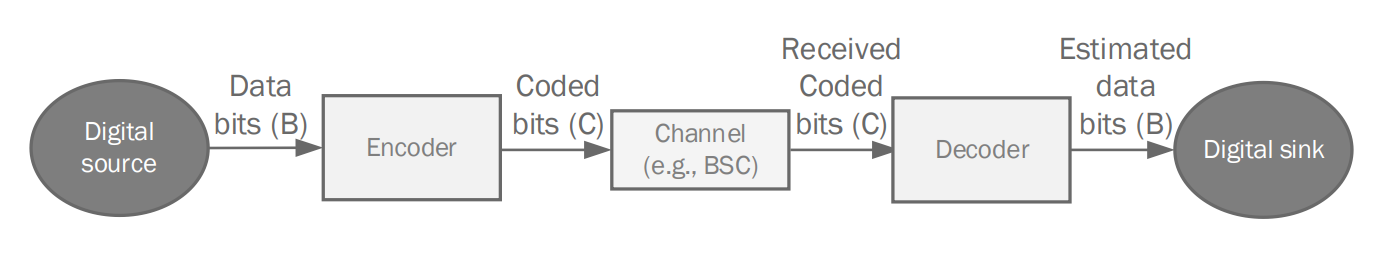 Digital
source
Data
bits (B)
Encoder
Coded
bits (C)
Channel
(e.g., BSC)
Received
Coded
bits (C)
Decoder
Estimated
data
bits (B)
Digital sink